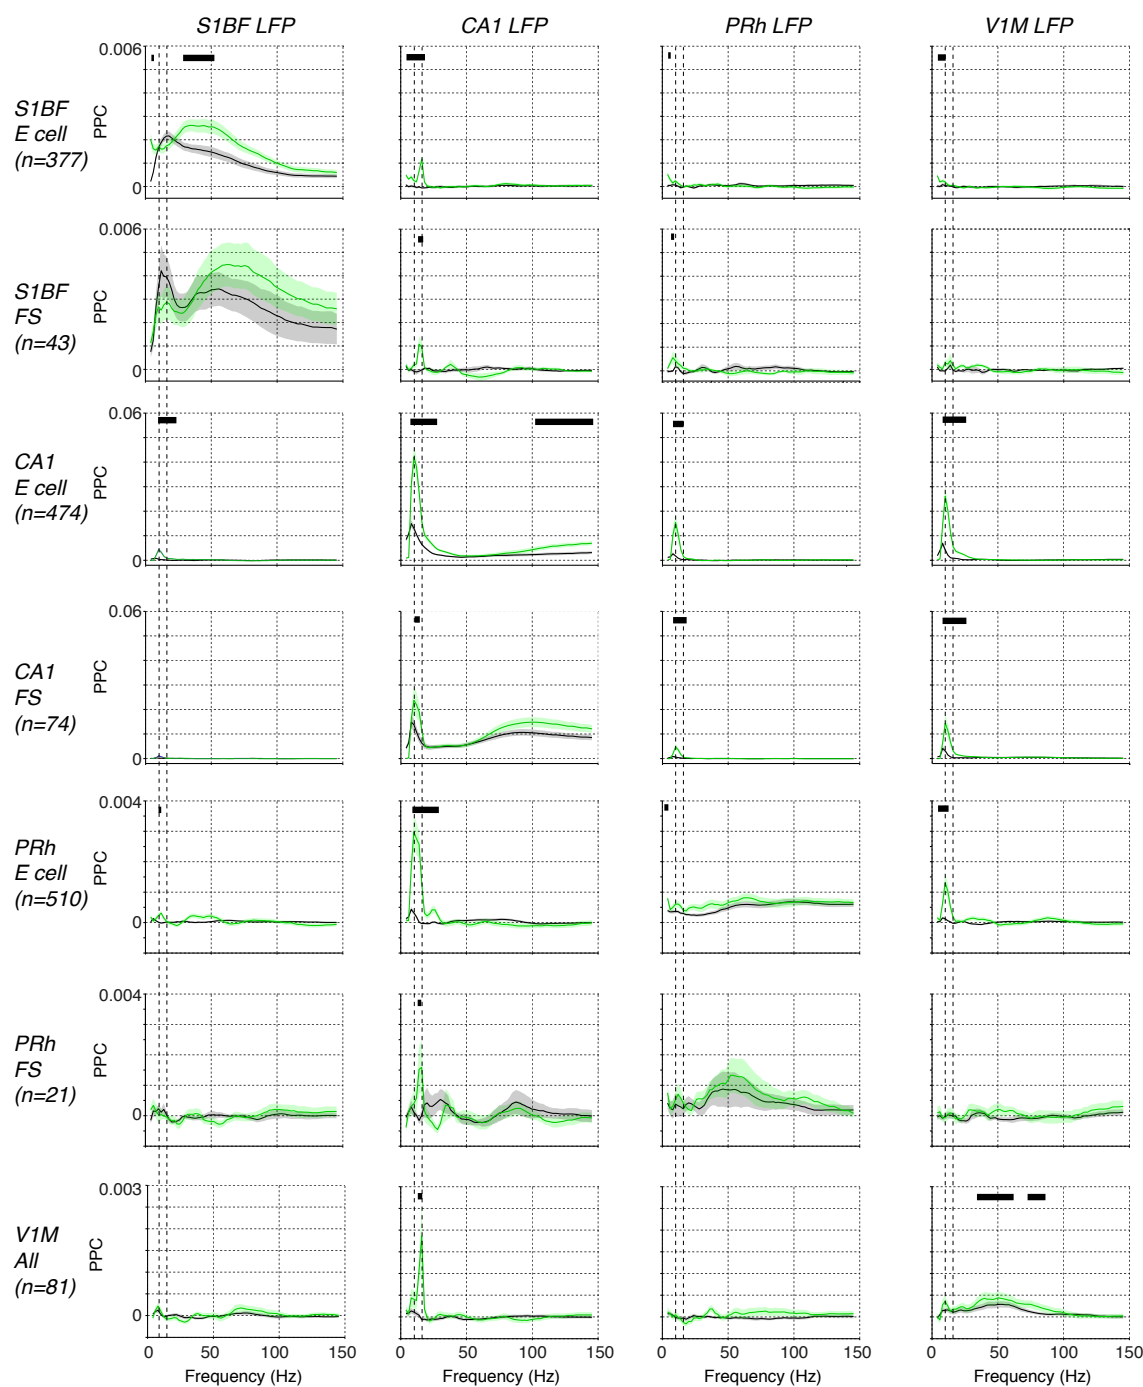 S1BF LFP CA1 LFP PRh LFP V1M LFP
0.006
S1BF
E cell
(n=377)
PPC
0
0.006
S1BF
FS
(n=43)
PPC
0
0.06
CA1
E cell
(n=474)
PPC
0
0.06
CA1
FS
(n=74)
PPC
0
0.004
PRh
E cell
(n=510)
PPC
0
0.004
PRh
FS
(n=21)
PPC
0
0.003
V1M
All
(n=81)
PPC
0
0 50 100 150 0 50 100 150 0 50 100 150 0 50 100 150
Frequency (Hz) Frequency (Hz) Frequency (Hz) Frequency (Hz)